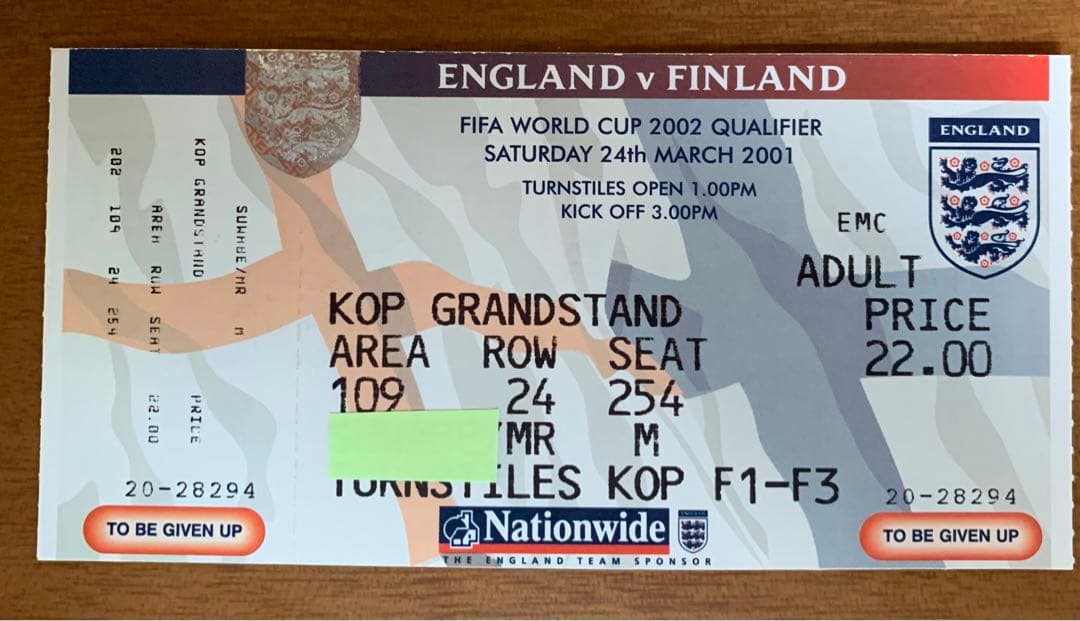 ENGLAND v FINLAND
FIFA WORLD CUP 2002 QUALIFIER
SATURDAY 24th MARCH 2001
TURNSTILES OPEN 1.00PM
KICK OFF 3.00PM
ENGLAND
EMC
ADULT
KOP GRANDSTAND PRICE
AREA ROW SEAT 22.00
109 24 254
/MR M
TURNSTILES KOP F1-F3
20-28294
TO BE GIVEN UP
Nationwide
THE ENGLAND TEAM SPONSOR
/MR M
KOP GRANDSTAND PRICE
AREA ROW SEAT 22.00
202 109 24 254
20-28294
TO BE GIVEN UP